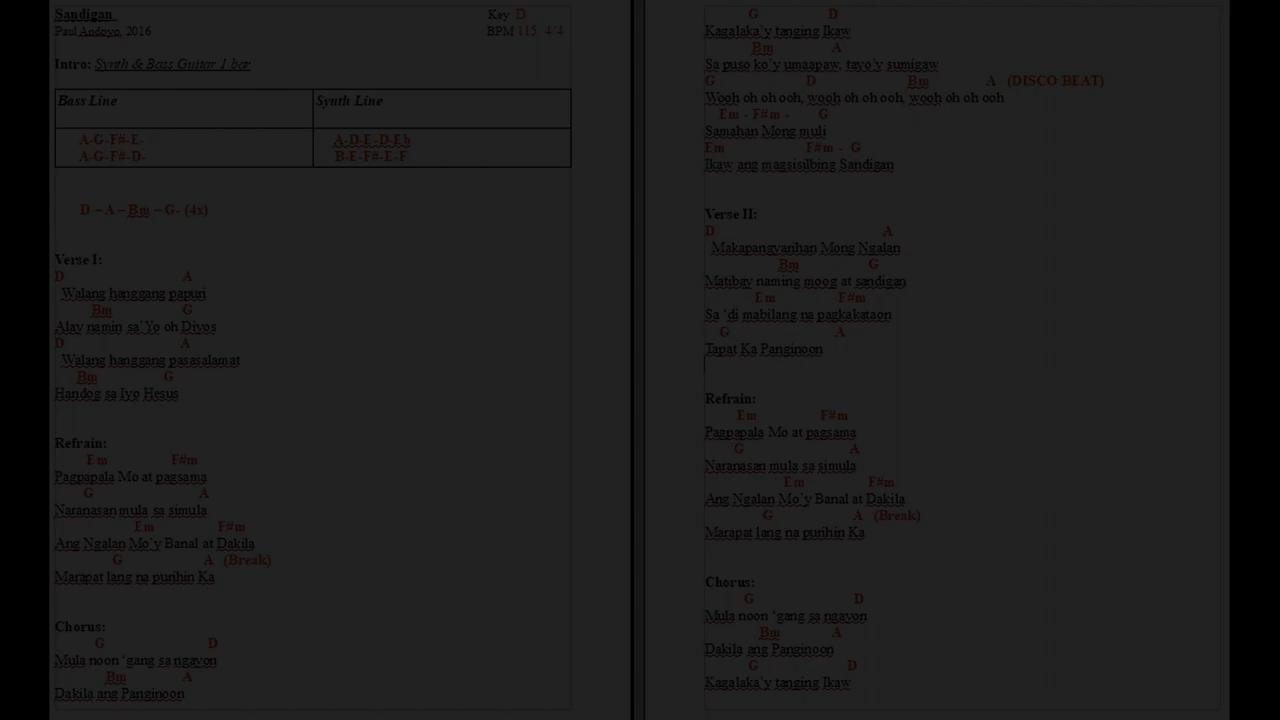 Sandigan Key D
Paul Andoyo, 2016 BPM 115 4/4
Intro: Synth & Bass Guitar 1 bar
Bass Line Synth Line
A-G-F#-E- A-D-E-D-Eb
A-G-F#-D- B-E-F#-E-F
D – A – Bm – G- (4x)
Verse I:
D A
Walang hanggang papuri
Bm G
Alay namin sa'Yo oh Diyos
D A
Walang hanggang pasasalamat
Bm G
Handog sa Iyo Hesus
Refrain:
Em F#m
Pagpapala Mo at pagsama
G A
Naranasan mula sa simula
Em F#m
Ang Ngalan Mo'y Banal at Dakila
G A (Break)
Marapat lang na purihin Ka
Chorus:
G D
Mula noon 'gang sa ngayon
Bm A
Dakila ang Panginoon
G D
Kagalaka'y tanging Ikaw
Bm A
Sa puso ko'y umaapaw, tayo'y sumigaw
G D Bm A (DISCO BEAT)
Wooh oh oh ooh, wooh oh oh ooh, wooh oh oh ooh
Em - F#m - G
Samahan Mong muli
Em F#m - G
Ikaw ang magsisilbing Sandigan
Verse II:
D A
Makapangyarihan Mong Ngalan
Bm G
Matibay naming moog at sandigan
Em F#m
Sa 'di mabilang na pagkakataon
G A
Tapat Ka Panginoon
Refrain:
Em F#m
Pagpapala Mo at pagsama
G A
Naranasan mula sa simula
Em F#m
Ang Ngalan Mo'y Banal at Dakila
G A (Break)
Marapat lang na purihin Ka
Chorus:
G D
Mula noon 'gang sa ngayon
Bm A
Dakila ang Panginoon
G D
Kagalaka'y tanging Ikaw